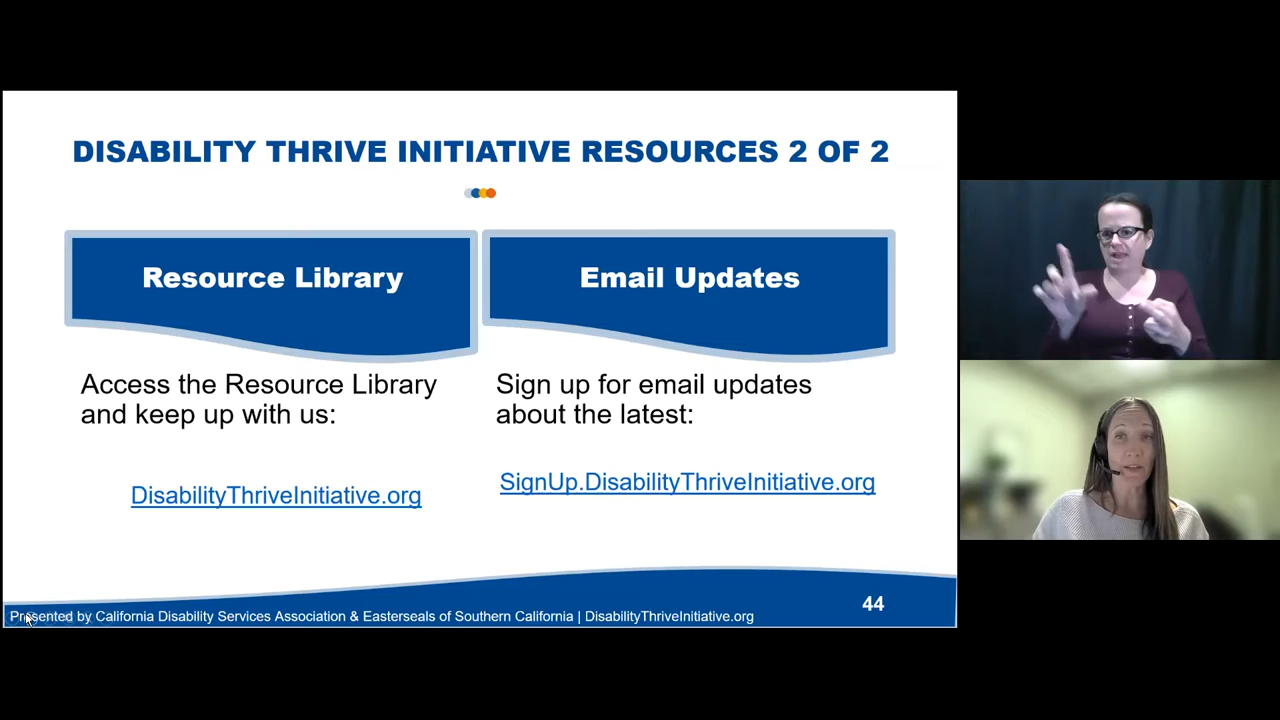 DISABILITY THRIVE INITIATIVE RESOURCES 2 OF 2
Resource Library
Email Updates
Access the Resource Library
and keep up with us:
DisabilityThriveInitiative.org
Sign up for email updates
about the latest:
SignUp.DisabilityThriveInitiative.org
44
Presented by California Disability Services Association & Easterseals of Southern California | DisabilityThriveInitiative.org